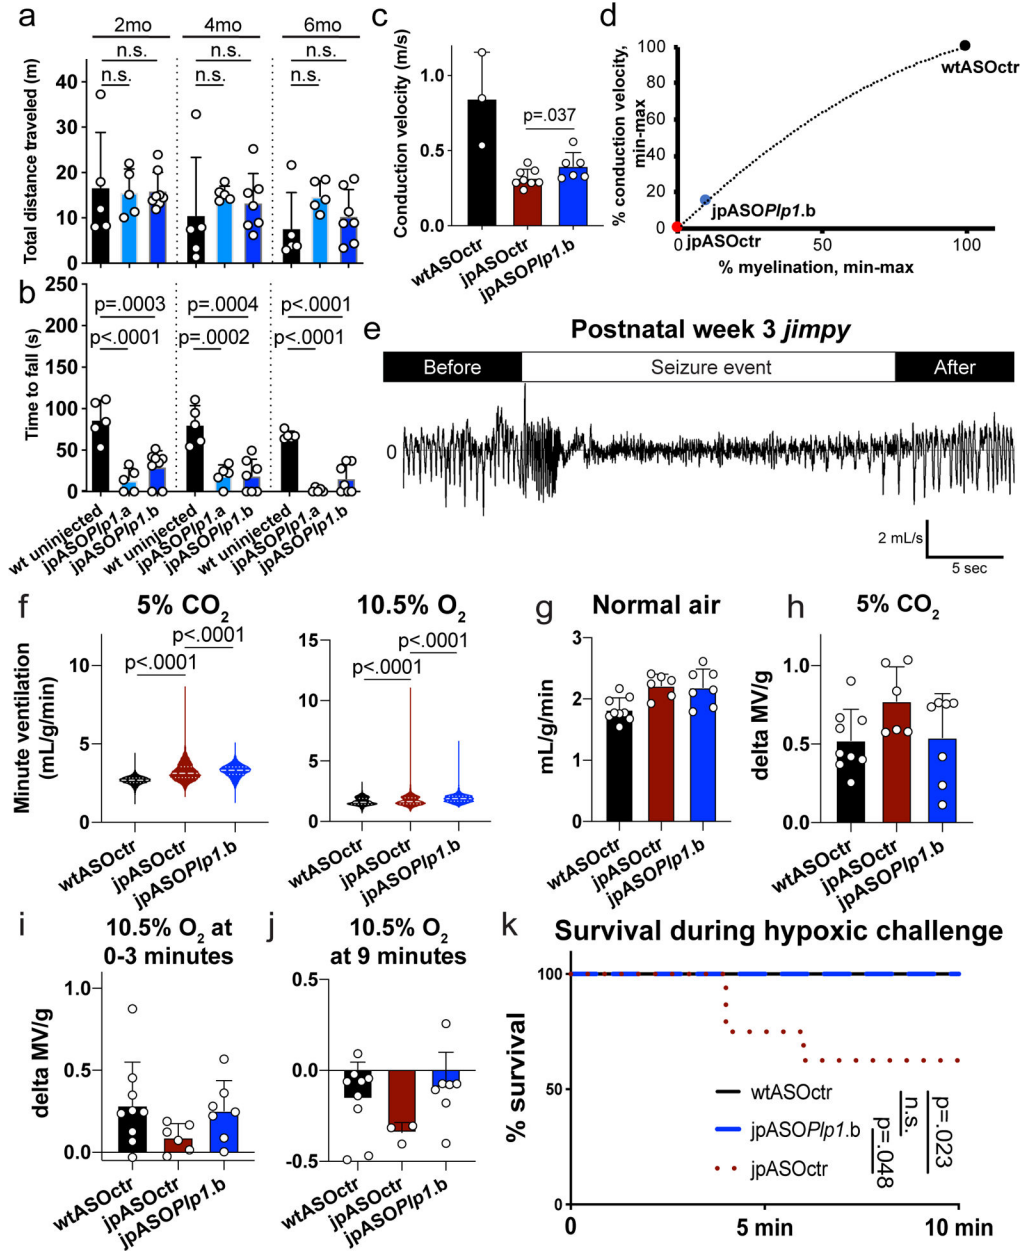 a
2mo
4mo
6mo
n.s.
n.s.
n.s.
n.s.
n.s.
n.s.
Total distance traveled (m)
40
30
20
10
0
b
Time to fall (s)
250
200
150
100
50
0
p=.0003
p<.0001
p=.0004
p=.0002
p<.0001
p<.0001
wt uninjected
jpASOPlp1.a
jpASOPlp1.b
wt uninjected
jpASOPlp1.a
jpASOPlp1.b
wt uninjected
jpASOPlp1.a
jpASOPlp1.b
c
Conduction velocity (m/s)
1.0
0.5
0.0
p=.037
wtASOctr
jpASOctr
jpASOPlp1.b
d
% conduction velocity,
min-max
100
80
60
40
20
0
wtASOctr
jpASOPlp1.b
jpASOctr
0
50
100
% myelination, min-max
e
Postnatal week 3 jimpy
Before
Seizure event
After
0
2 mL/s
5 sec
f
5% CO2
Minute ventilation
(mL/g/min)
10
5
0
p<.0001
p<.0001
wtASOctr
jpASOctr
jpASOPlp1.b
10.5% O2
15
10
5
0
p<.0001
p<.0001
wtASOctr
jpASOctr
jpASOPlp1.b
g
Normal air
mL/g/min
3
2
1
0
wtASOctr
jpASOctr
jpASOPlp1.b
h
5% CO2
delta MV/g
1.0
0.5
0.0
wtASOctr
jpASOctr
jpASOPlp1.b
i
10.5% O2 at
0-3 minutes
delta MV/g
1.0
0.5
0.0
wtASOctr
jpASOctr
jpASOPlp1.b
j
10.5% O2
at 9 minutes
0.5
0.0
-0.5
wtASOctr
jpASOctr
jpASOPlp1.b
k
Survival during hypoxic challenge
% survival
100
50
0
wtASOctr
jpASOPlp1.b
jpASOctr
p=.048
n.s.
p=.023
0
5 min
10 min